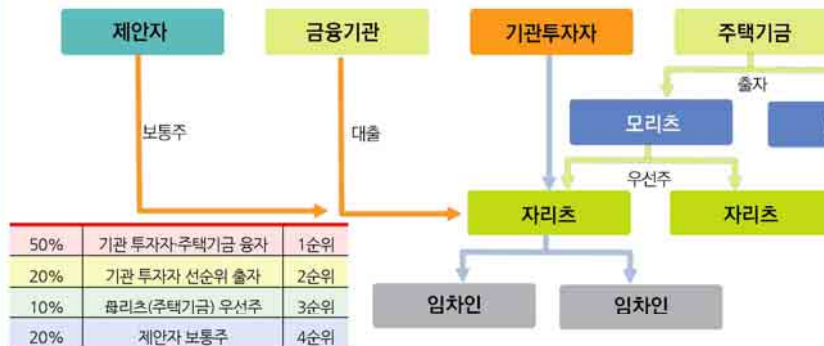 제안자 금융기관 기관투자자 주택기금
출자
보통주 대출 모리츠
우선주
자리츠 자리츠
50% 기관 투자자·주택기금 융자 1순위
20% 기관 투자자 선순위 출자 2순위
10% 母리츠(주택기금) 우선주 3순위
20% 제안자 보통주 4순위
임차인 임차인